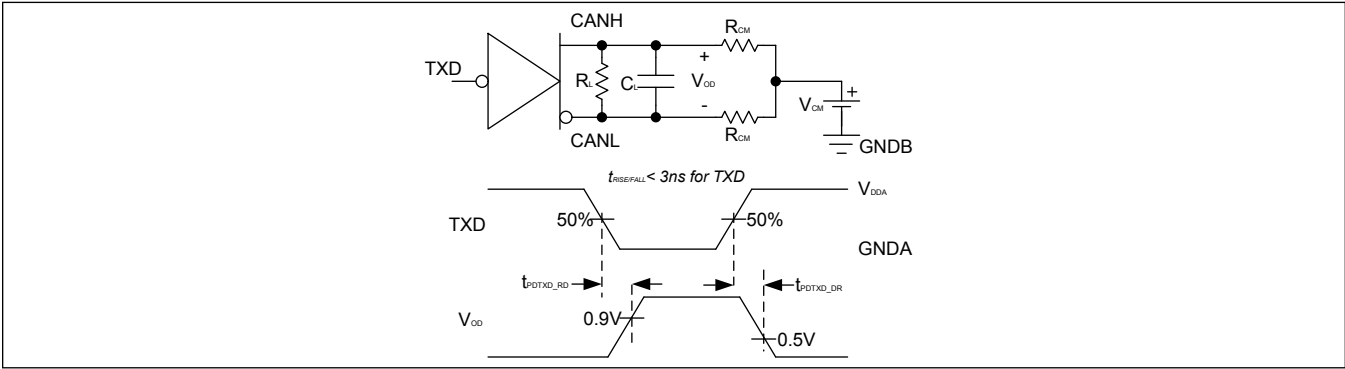 CANH
R_CM
TXD
R_L
C_L
+
V_OD
-
V_CM
+
CANL
R_CM
GNDB
t_RISE/FALL < 3ns for TXD
V_DDA
TXD
50%
50%
GNDA
t_PDTXD_RD
t_PDTXD_DR
V_OD
0.9V
0.5V